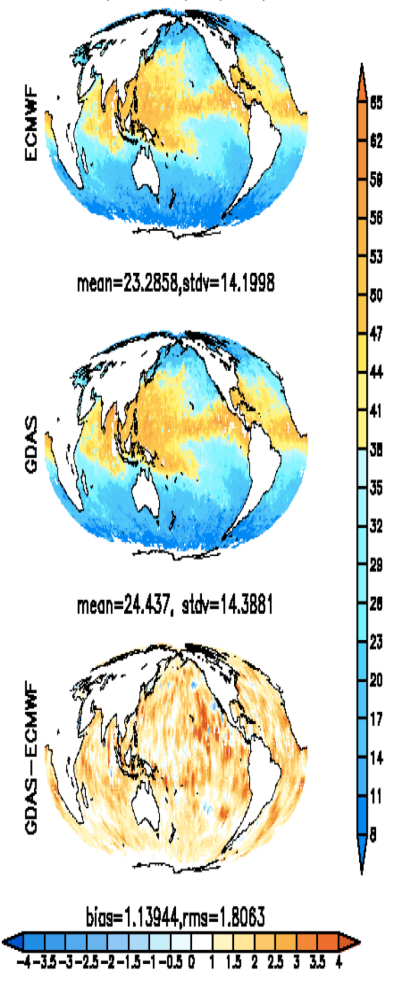 ECMWF
mean=23.2858,stdv=14.1998
GDAS
mean=24.437, stdv=14.3881
GDAS-ECMWF
bias=1.13944,rms=1.8063
65
62
59
56
53
50
47
44
41
38
35
32
29
26
23
20
17
14
11
8
-4 -3.5 -3 -2.5 -2 -1.5 -1 -0.5 0 1 1.5 2 2.5 3 3.5 4